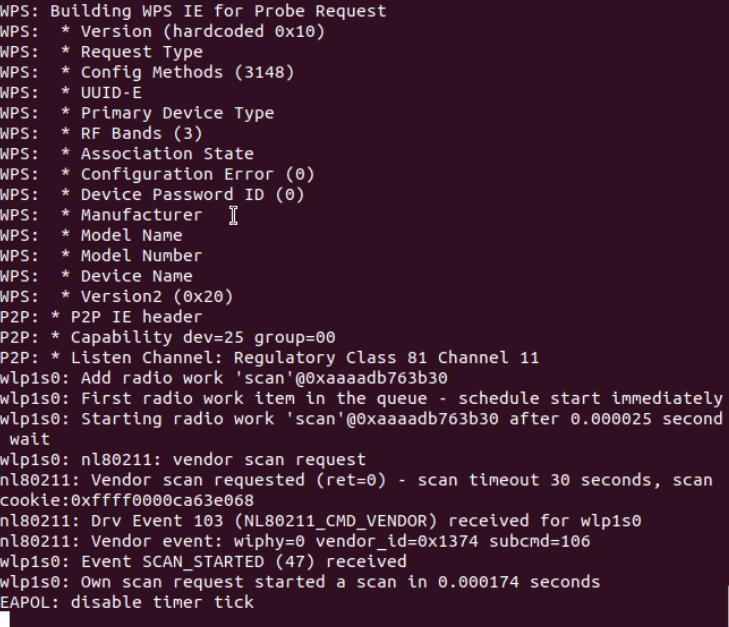 WPS: Building WPS IE for Probe Request
WPS:  * Version (hardcoded 0x10)
WPS:  * Request Type
WPS:  * Config Methods (3148)
WPS:  * UUID-E
WPS:  * Primary Device Type
WPS:  * RF Bands (3)
WPS:  * Association State
WPS:  * Configuration Error (0)
WPS:  * Device Password ID (0)
WPS:  * Manufacturer
WPS:  * Model Name
WPS:  * Model Number
WPS:  * Device Name
WPS:  * Version2 (0x20)
P2P: * P2P IE header
P2P: * Capability dev=25 group=00
P2P: * Listen Channel: Regulatory Class 81 Channel 11
wlp1s0: Add radio work 'scan'@0xaaaadb763b30
wlp1s0: First radio work item in the queue - schedule start immediately
wlp1s0: Starting radio work 'scan'@0xaaaadb763b30 after 0.000025 second
 wait
wlp1s0: nl80211: vendor scan request
nl80211: Vendor scan requested (ret=0) - scan timeout 30 seconds, scan
cookie:0xffff0000ca63e068
nl80211: Drv Event 103 (NL80211_CMD_VENDOR) received for wlp1s0
nl80211: Vendor event: wiphy=0 vendor_id=0x1374 subcmd=106
wlp1s0: Event SCAN_STARTED (47) received
wlp1s0: Own scan request started a scan in 0.000174 seconds
EAPOL: disable timer tick